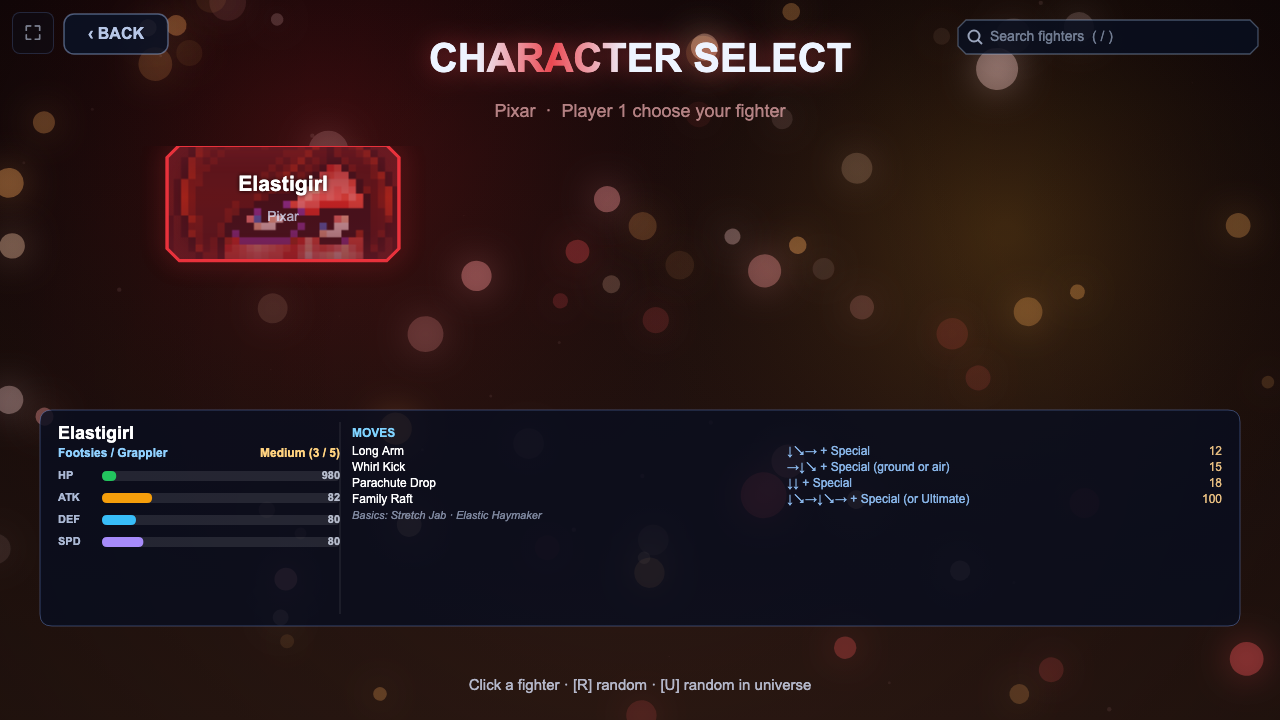 ‹ BACK
Search fighters ( / )
CHARACTER SELECT
Pixar · Player 1 choose your fighter
Elastigirl
Pixar
Elastigirl
Footsies / Grappler Medium (3 / 5)
HP 980
ATK 82
DEF 80
SPD 80
MOVES
Long Arm ↓↘→ + Special 12
Whirl Kick →↓↘ + Special (ground or air) 15
Parachute Drop ↓↓ + Special 18
Family Raft ↓↘→↓↘→ + Special (or Ultimate) 100
Basics: Stretch Jab · Elastic Haymaker
Click a fighter · [R] random · [U] random in universe